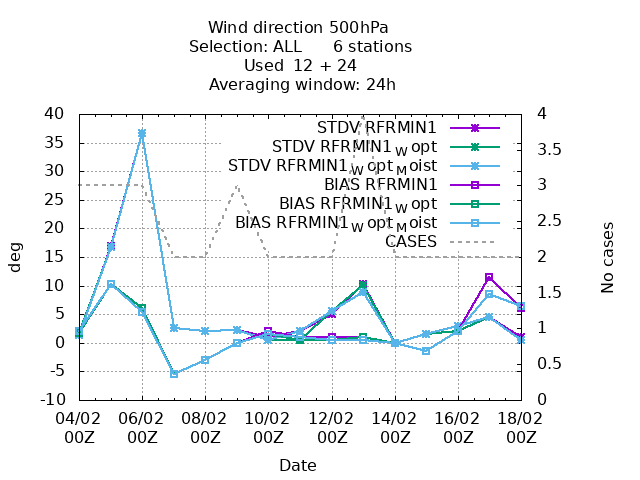 Wind direction 500hPa
Selection: ALL      6 stations
Used  12 + 24
Averaging window: 24h
STDV RFRMIN1
STDV RFRMIN1_W opt
STDV RFRMIN1_W opt_M oist
BIAS RFRMIN1
BIAS RFRMIN1_W opt
BIAS RFRMIN1_W opt_M oist
CASES
deg
40
35
30
25
20
15
10
5
0
-5
-10
4
3.5
3
2.5
2
1.5
1
0.5
0
No cases
04/02 06/02 08/02 10/02 12/02 14/02 16/02 18/02
00Z 00Z 00Z 00Z 00Z 00Z 00Z 00Z
Date